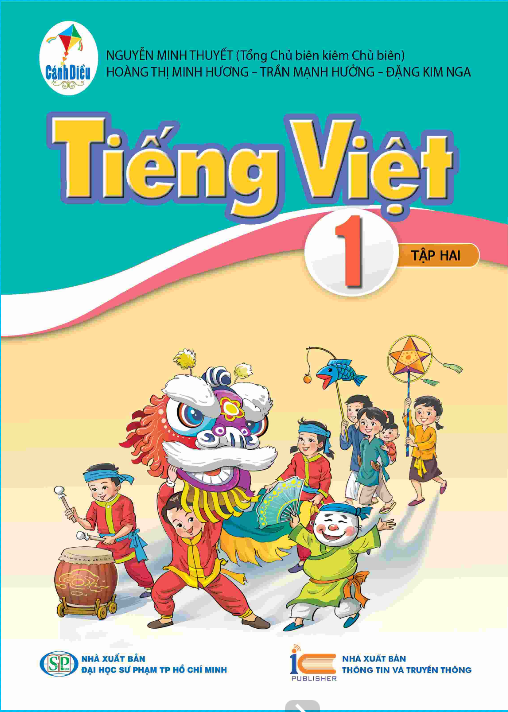 Cánh Diều
NGUYỄN MINH THUYẾT (Tổng Chủ biên kiêm Chủ biên)
HOÀNG THỊ MINH HƯƠNG – TRẦN MẠNH HƯỞNG – ĐẶNG KIM NGA
Tiếng Việt
1
TẬP HAI
SP
NHÀ XUẤT BẢN
ĐẠI HỌC SƯ PHẠM TP HỒ CHÍ MINH
iC
PUBLISHER
NHÀ XUẤT BẢN
THÔNG TIN VÀ TRUYỀN THÔNG